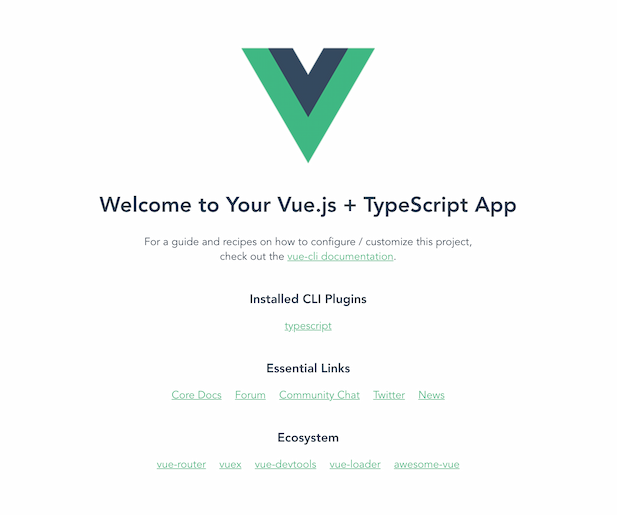 Welcome to Your Vue.js + TypeScript App
For a guide and recipes on how to configure / customize this project,
check out the vue-cli documentation.
Installed CLI Plugins
typescript
Essential Links
Core Docs Forum Community Chat Twitter News
Ecosystem
vue-router vuex vue-devtools vue-loader awesome-vue